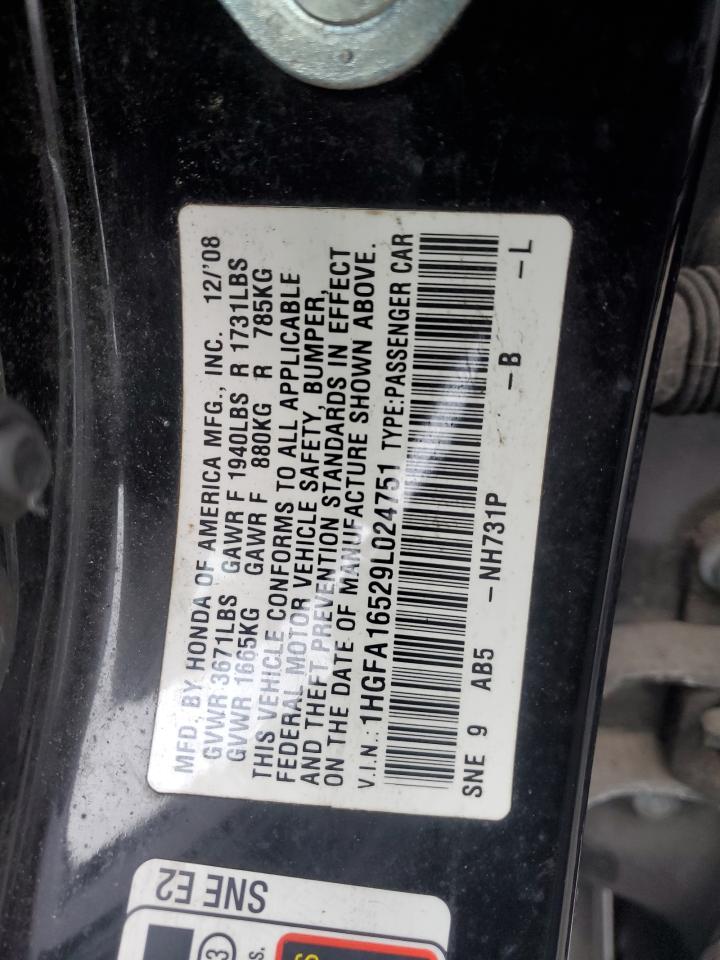 MFD. BY HONDA OF AMERICA MFG., INC. 12/'08
GVWR 3671LBS GAWR F 1940LBS R 1731LBS
GVWR 1665KG GAWR F 880KG R 785KG
THIS VEHICLE CONFORMS TO ALL APPLICABLE
FEDERAL MOTOR VEHICLE SAFETY, BUMPER,
AND THEFT PREVENTION STANDARDS IN EFFECT
ON THE DATE OF MANUFACTURE SHOWN ABOVE.
V.I.N.: 1HGFA16529L024751 TYPE:PASSENGER CAR
SNE 9 AB5 -NH731P -B -L
SNE E2
3
s.